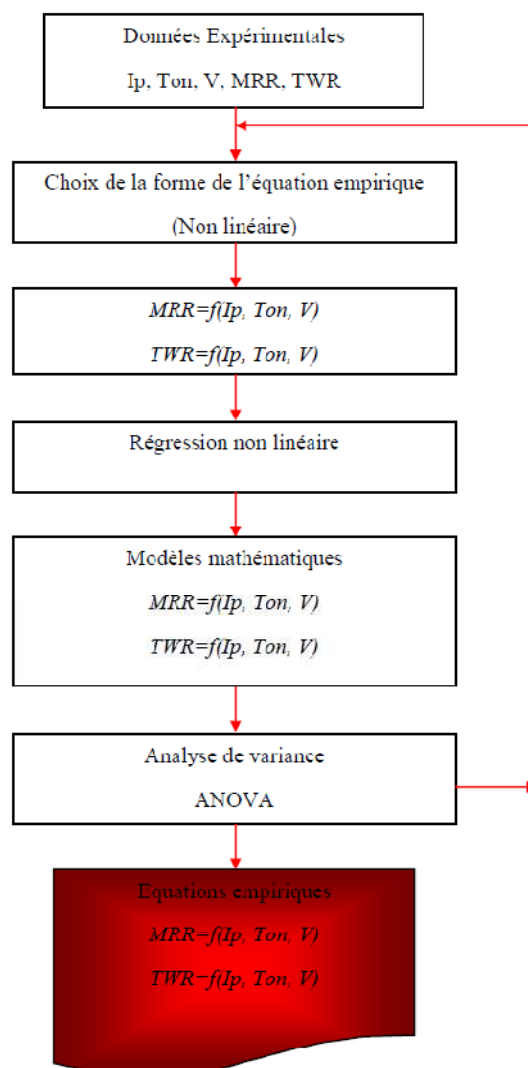 Données Expérimentales
Ip, Ton, V, MRR, TWR
Choix de la forme de l'équation empirique
(Non linéaire)
MRR=f(Ip, Ton, V)
TWR=f(Ip, Ton, V)
Régression non linéaire
Modèles mathématiques
MRR=f(Ip, Ton, V)
TWR=f(Ip, Ton, V)
Analyse de variance
ANOVA
Equations empiriques
MRR=f(Ip, Ton, V)
TWR=f(Ip, Ton, V)